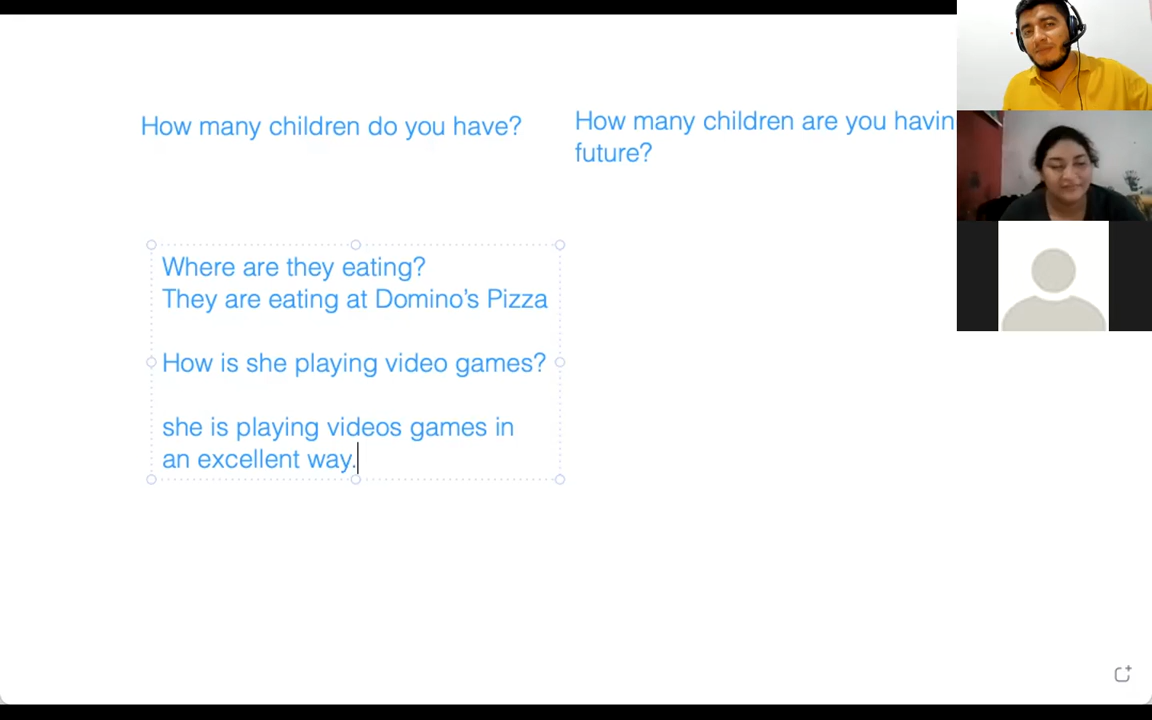 How many children do you have?
How many children are you havin
future?
Where are they eating?
They are eating at Domino's Pizza
How is she playing video games?
she is playing videos games in
an excellent way.